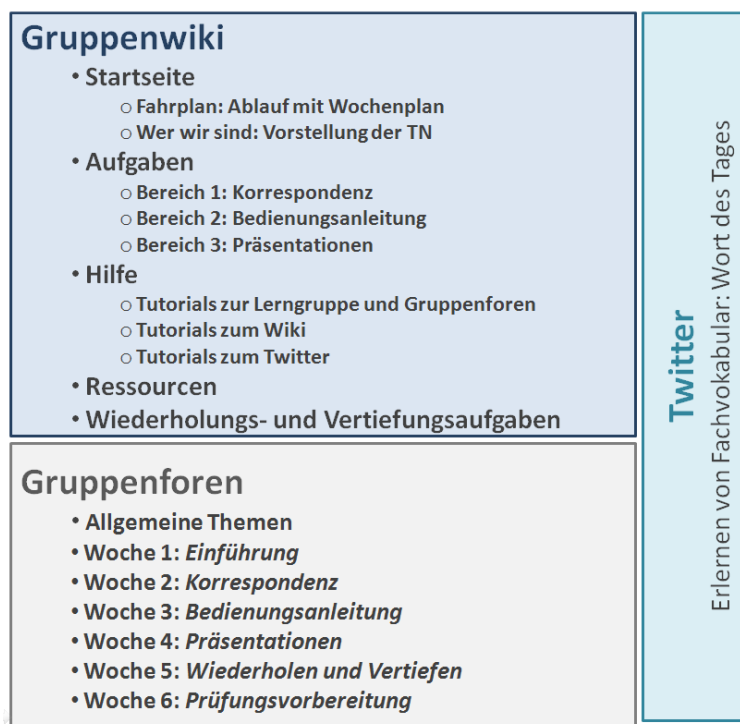 Gruppenwiki
• Startseite
o Fahrplan: Ablauf mit Wochenplan
o Wer wir sind: Vorstellung der TN
• Aufgaben
o Bereich 1: Korrespondenz
o Bereich 2: Bedienungsanleitung
o Bereich 3: Präsentationen
• Hilfe
o Tutorials zur Lerngruppe und Gruppenforen
o Tutorials zum Wiki
o Tutorials zum Twitter
• Ressourcen
• Wiederholungs- und Vertiefungsaufgaben
Gruppenforen
• Allgemeine Themen
• Woche 1: Einführung
• Woche 2: Korrespondenz
• Woche 3: Bedienungsanleitung
• Woche 4: Präsentationen
• Woche 5: Wiederholen und Vertiefen
• Woche 6: Prüfungsvorbereitung
Twitter
Erlernen von Fachvokabular: Wort des Tages